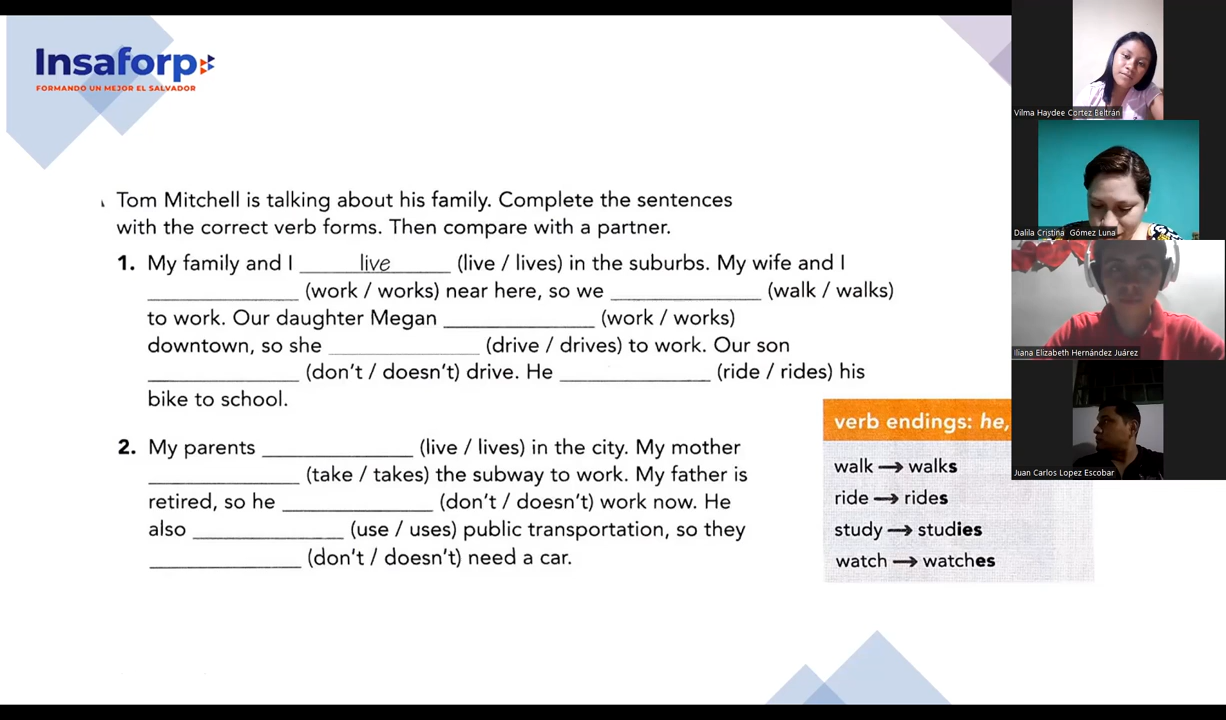 Insaforp
FORMANDO UN MEJOR EL SALVADOR
Tom Mitchell is talking about his family. Complete the sentences
with the correct verb forms. Then compare with a partner.
1. My family and I live (live / lives) in the suburbs. My wife and I
(work / works) near here, so we (walk / walks)
to work. Our daughter Megan (work / works)
downtown, so she (drive / drives) to work. Our son
(don't / doesn't) drive. He (ride / rides) his
bike to school.
2. My parents (live / lives) in the city. My mother
(take / takes) the subway to work. My father is
retired, so he (don't / doesn't) work now. He
also (use / uses) public transportation, so they
(don't / doesn't) need a car.
verb endings: he,
walk → walks
ride → rides
study → studies
watch → watches
Vilma Haydee Cortez Beltrán
Dalila Cristina Gómez Luna
Iliana Elizabeth Hernández Juárez
Juan Carlos Lopez Escobar